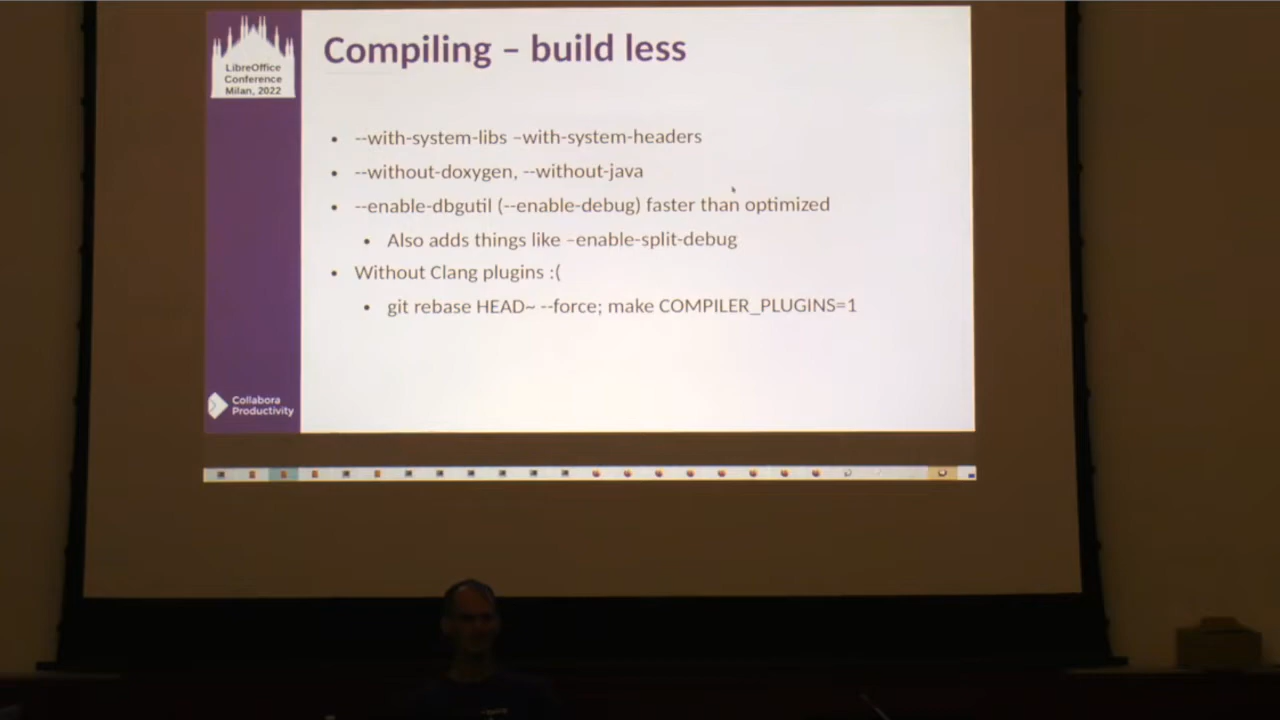 LibreOffice
Conference
Milan, 2022
Compiling – build less
• --with-system-libs –with-system-headers
• --without-doxygen, --without-java
• --enable-dbgutil (--enable-debug) faster than optimized
• Also adds things like –enable-split-debug
• Without Clang plugins :(
• git rebase HEAD~ --force; make COMPILER_PLUGINS=1
Collabora
Productivity